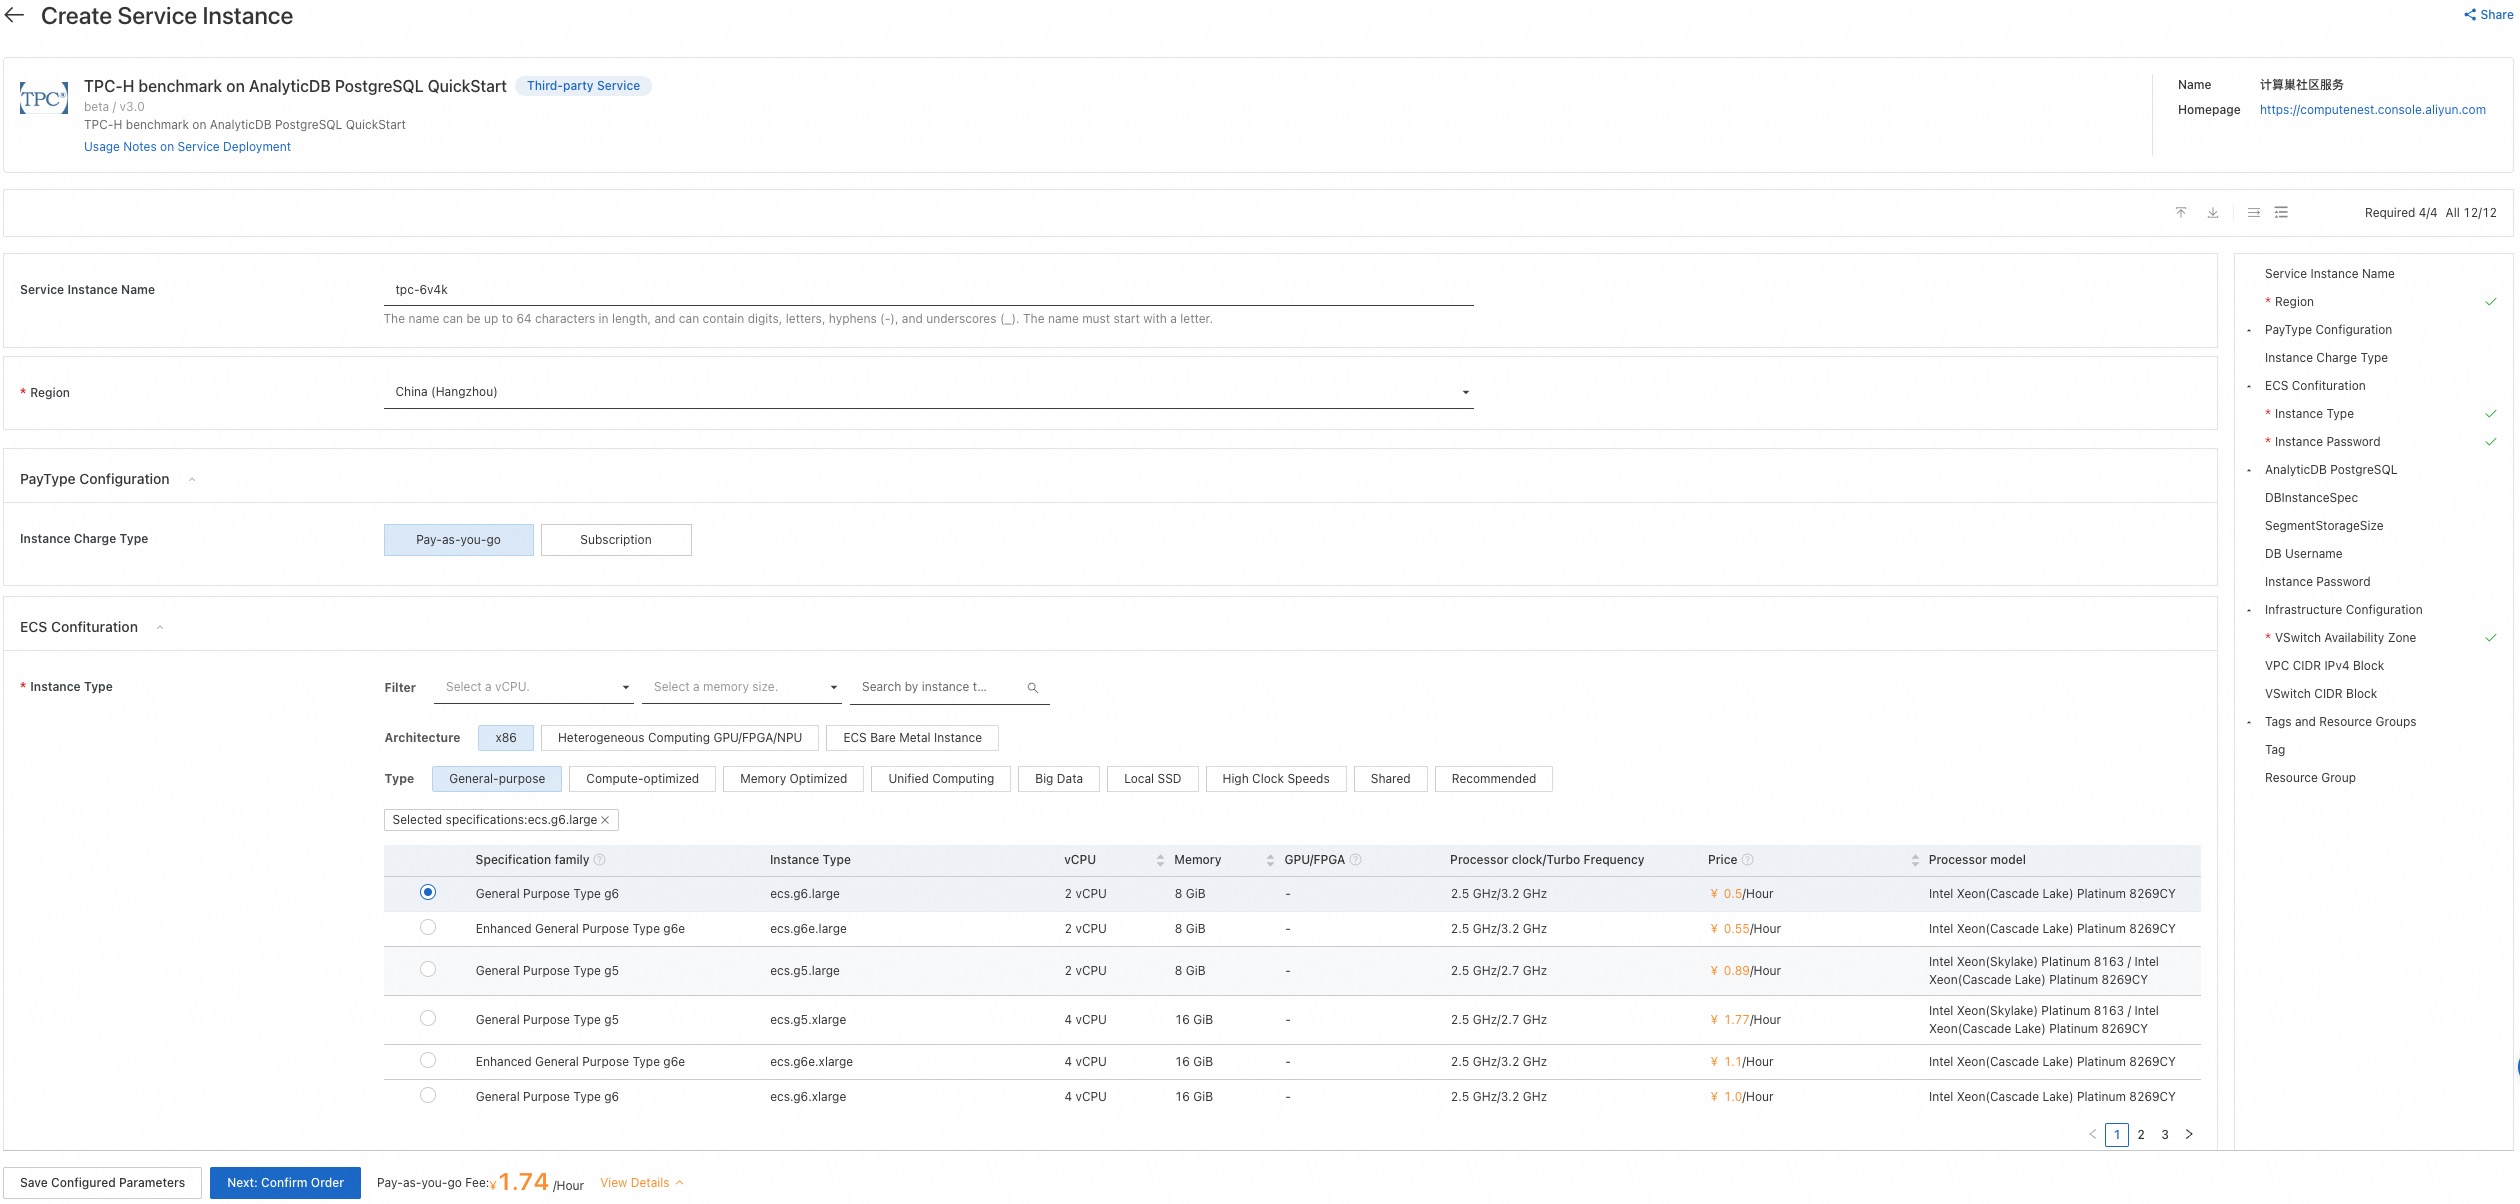 Create Service Instance
Share
TPC®
TPC-H benchmark on AnalyticDB PostgreSQL QuickStart Third-party Service
beta / v3.0
TPC-H benchmark on AnalyticDB PostgreSQL QuickStart
Usage Notes on Service Deployment
Name 计算巢社区服务
Homepage https://computenest.console.aliyun.com
Required 4/4 All 12/12
Service Instance Name
tpc-6v4k
The name can be up to 64 characters in length, and can contain digits, letters, hyphens (-), and underscores (_). The name must start with a letter.
* Region
China (Hangzhou)
PayType Configuration
Instance Charge Type
Pay-as-you-go Subscription
ECS Confituration
* Instance Type
Filter Select a vCPU. Select a memory size. Search by instance t...
Architecture x86 Heterogeneous Computing GPU/FPGA/NPU ECS Bare Metal Instance
Type General-purpose Compute-optimized Memory Optimized Unified Computing Big Data Local SSD High Clock Speeds Shared Recommended
Selected specifications:ecs.g6.large
Specification family Instance Type vCPU Memory GPU/FPGA Processor clock/Turbo Frequency Price Processor model
General Purpose Type g6 ecs.g6.large 2 vCPU 8 GiB - 2.5 GHz/3.2 GHz ¥ 0.5/Hour Intel Xeon(Cascade Lake) Platinum 8269CY
Enhanced General Purpose Type g6e ecs.g6e.large 2 vCPU 8 GiB - 2.5 GHz/3.2 GHz ¥ 0.55/Hour Intel Xeon(Cascade Lake) Platinum 8269CY
General Purpose Type g5 ecs.g5.large 2 vCPU 8 GiB - 2.5 GHz/2.7 GHz ¥ 0.89/Hour Intel Xeon(Skylake) Platinum 8163 / Intel
Xeon(Cascade Lake) Platinum 8269CY
General Purpose Type g5 ecs.g5.xlarge 4 vCPU 16 GiB - 2.5 GHz/2.7 GHz ¥ 1.77/Hour Intel Xeon(Skylake) Platinum 8163 / Intel
Xeon(Cascade Lake) Platinum 8269CY
Enhanced General Purpose Type g6e ecs.g6e.xlarge 4 vCPU 16 GiB - 2.5 GHz/3.2 GHz ¥ 1.1/Hour Intel Xeon(Cascade Lake) Platinum 8269CY
General Purpose Type g6 ecs.g6.xlarge 4 vCPU 16 GiB - 2.5 GHz/3.2 GHz ¥ 1.0/Hour Intel Xeon(Cascade Lake) Platinum 8269CY
< 1 2 3 >
Service Instance Name
* Region
PayType Configuration
Instance Charge Type
ECS Confituration
* Instance Type
* Instance Password
AnalyticDB PostgreSQL
DBInstanceSpec
SegmentStorageSize
DB Username
Instance Password
Infrastructure Configuration
* VSwitch Availability Zone
VPC CIDR IPv4 Block
VSwitch CIDR Block
Tags and Resource Groups
Tag
Resource Group
Save Configured Parameters Next: Confirm Order Pay-as-you-go Fee:¥1.74 /Hour View Details